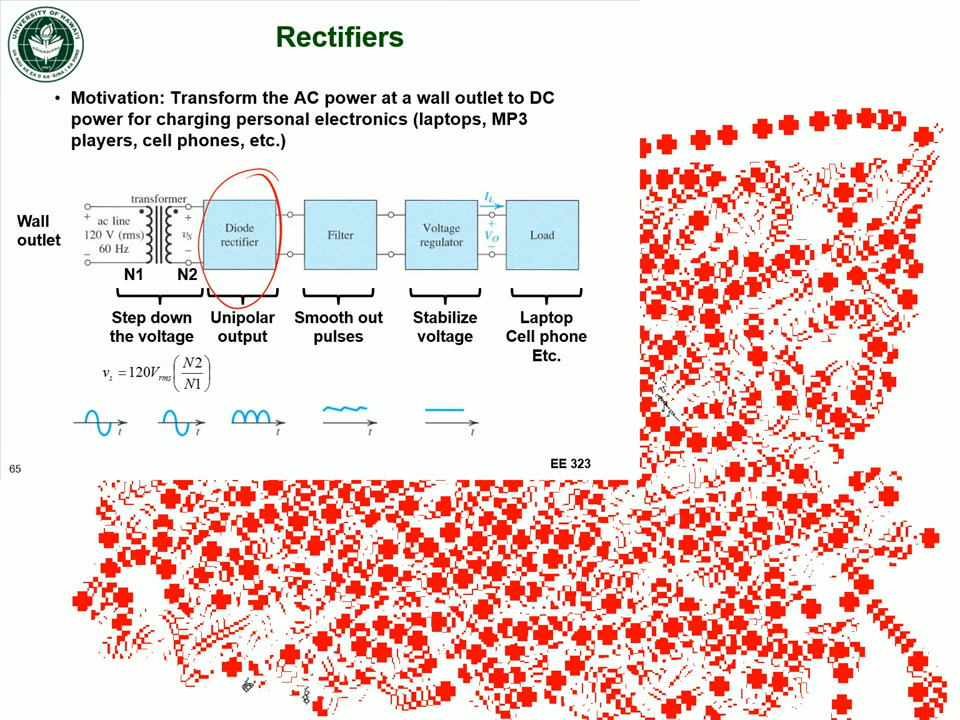 UNIVERSITY OF HAWAI'I
Rectifiers
• Motivation: Transform the AC power at a wall outlet to DC
power for charging personal electronics (laptops, MP3
players, cell phones, etc.)
Wall
outlet
transformer
+
ac line
120 V (rms)
60 Hz
–
N1
N2
+
vS
–
Diode
rectifier
Filter
Voltage
regulator
IL
+
VO
–
Load
Step down
the voltage
Unipolar
output
Smooth out
pulses
Stabilize
voltage
Laptop
Cell phone
Etc.
vs = 120Vrms (N2/N1)
t
t
t
t
t
65
EE 323